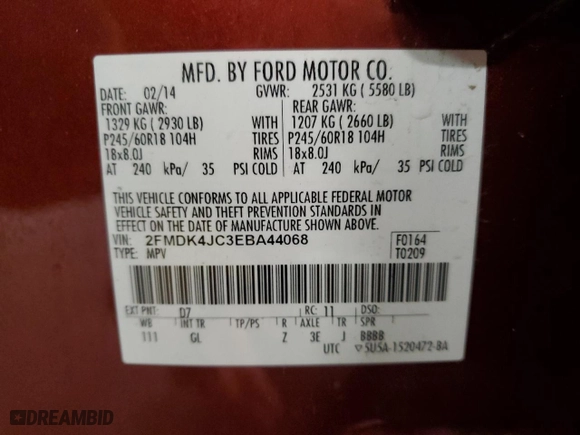 MFD. BY FORD MOTOR CO.
DATE: 02/14 GVWR: 2531 KG ( 5580 LB)
FRONT GAWR: REAR GAWR:
1329 KG ( 2930 LB) WITH 1207 KG ( 2660 LB) WITH
P245/60R18 104H TIRES P245/60R18 104H TIRES
18x8.0J RIMS 18x8.0J RIMS
AT 240 kPa/ 35 PSI COLD AT 240 kPa/ 35 PSI COLD
THIS VEHICLE CONFORMS TO ALL APPLICABLE FEDERAL MOTOR
VEHICLE SAFETY AND THEFT PREVENTION STANDARDS IN
EFFECT ON THE DATE OF MANUFACTURE SHOWN ABOVE.
VIN: 2FMDK4JC3EBA44068 F0164
TYPE: MPV T0209
EXT PNT: D7 RC: 11 DSO:
WB INT TR TP/PS R AXLE TR SPR
111 GL Z 3E J BBBB
UTC ▽5U5A-1520472-BA
DREAMBID